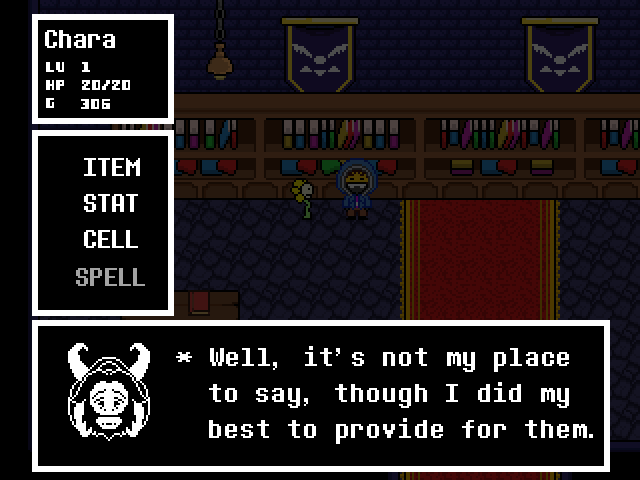 Chara
LV 1
HP 20/20
G 306
ITEM
STAT
CELL
SPELL
* Well, it's not my place
to say, though I did my
best to provide for them.